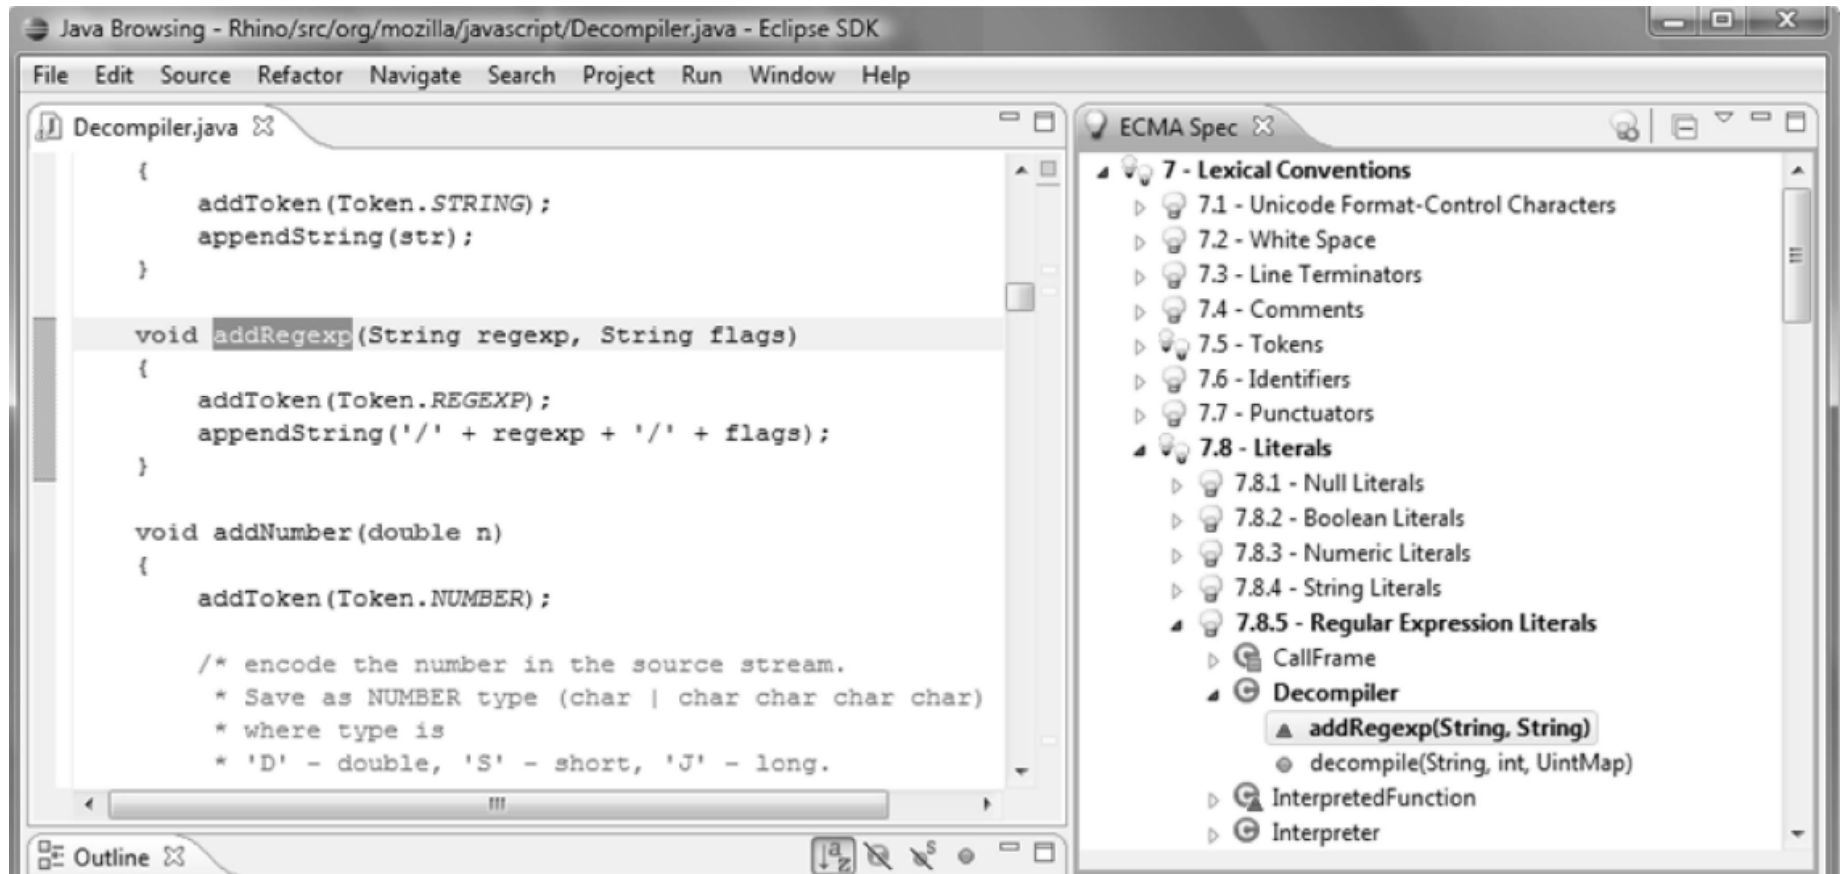 Java Browsing - Rhino/src/org/mozilla/javascript/Decompiler.java - Eclipse SDK
File Edit Source Refactor Navigate Search Project Run Window Help
Decompiler.java
{
addToken(Token.STRING);
appendString(str);
}
void addRegexp(String regexp, String flags)
{
addToken(Token.REGEXP);
appendString('/' + regexp + '/' + flags);
}
void addNumber(double n)
{
addToken(Token.NUMBER);
/* encode the number in the source stream.
* Save as NUMBER type (char | char char char char)
* where type is
* 'D' - double, 'S' - short, 'J' - long.
Outline
ECMA Spec
7 - Lexical Conventions
7.1 - Unicode Format-Control Characters
7.2 - White Space
7.3 - Line Terminators
7.4 - Comments
7.5 - Tokens
7.6 - Identifiers
7.7 - Punctuators
7.8 - Literals
7.8.1 - Null Literals
7.8.2 - Boolean Literals
7.8.3 - Numeric Literals
7.8.4 - String Literals
7.8.5 - Regular Expression Literals
CallFrame
Decompiler
addRegexp(String, String)
decompile(String, int, UintMap)
InterpretedFunction
Interpreter